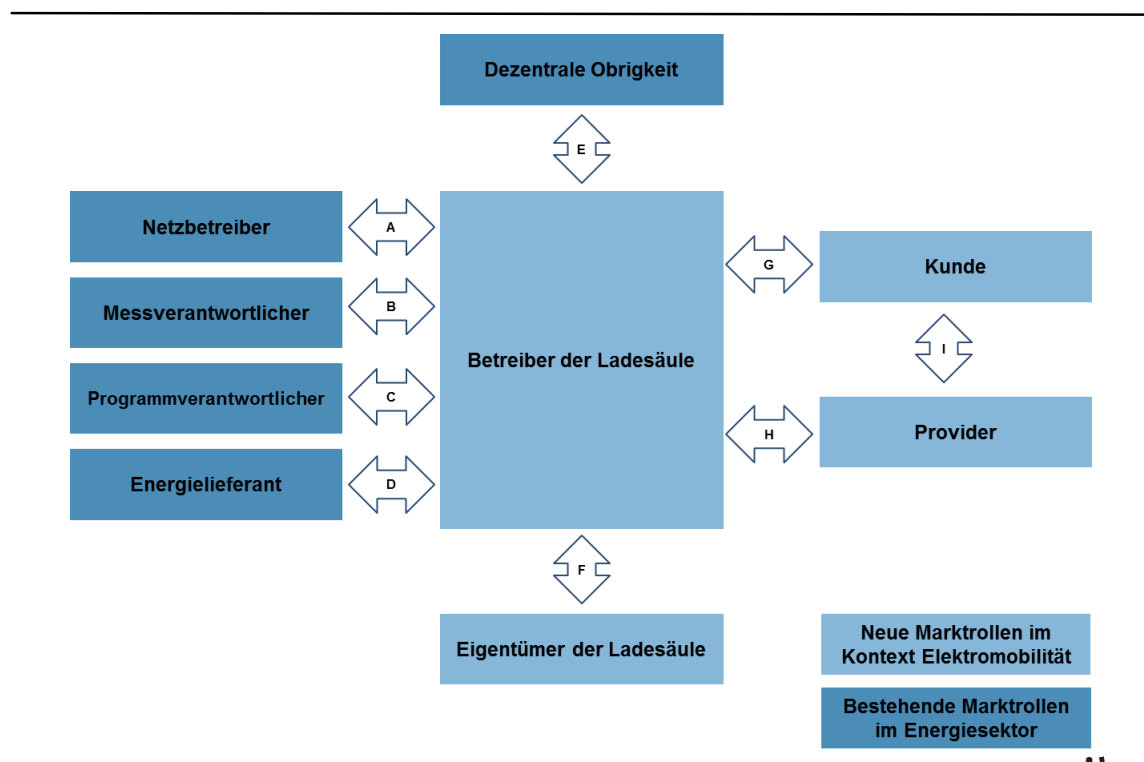 Dezentrale Obrigkeit
E
Netzbetreiber
A
Messverantwortlicher
B
Programmverantwortlicher
C
Energielieferant
D
Betreiber der Ladesäule
G
Kunde
I
H
Provider
F
Eigentümer der Ladesäule
Neue Marktrollen im
Kontext Elektromobilität
Bestehende Marktrollen
im Energiesektor